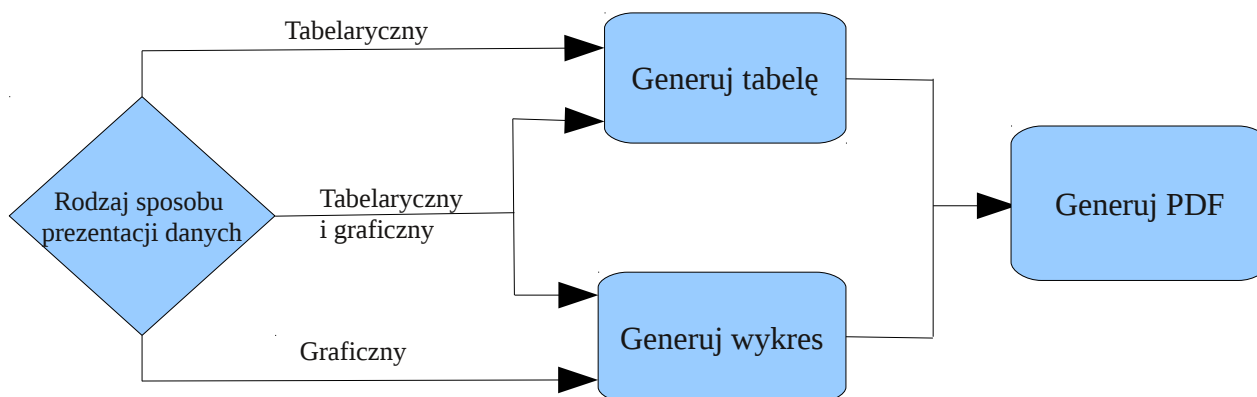 Tabelaryczny
Generuj tabelę
Rodzaj sposobu
prezentacji danych
Tabelaryczny
i graficzny
Generuj PDF
Generuj wykres
Graficzny